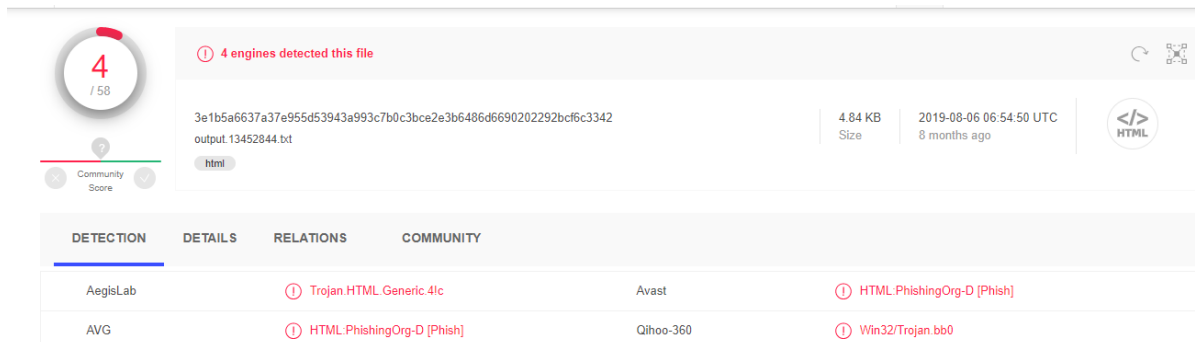 4
/ 58
4 engines detected this file
3e1b5a6637a37e955d53943a993c7b0c3bce2e3b6486d6690202292bcf6c3342
output.13452844.txt
html
4.84 KB
Size
2019-08-06 06:54:50 UTC
8 months ago
</>
HTML
?
Community
Score
DETECTION DETAILS RELATIONS COMMUNITY
AegisLab Trojan.HTML.Generic.4!c Avast HTML:PhishingOrg-D [Phish]
AVG HTML:PhishingOrg-D [Phish] Qihoo-360 Win32/Trojan.bb0